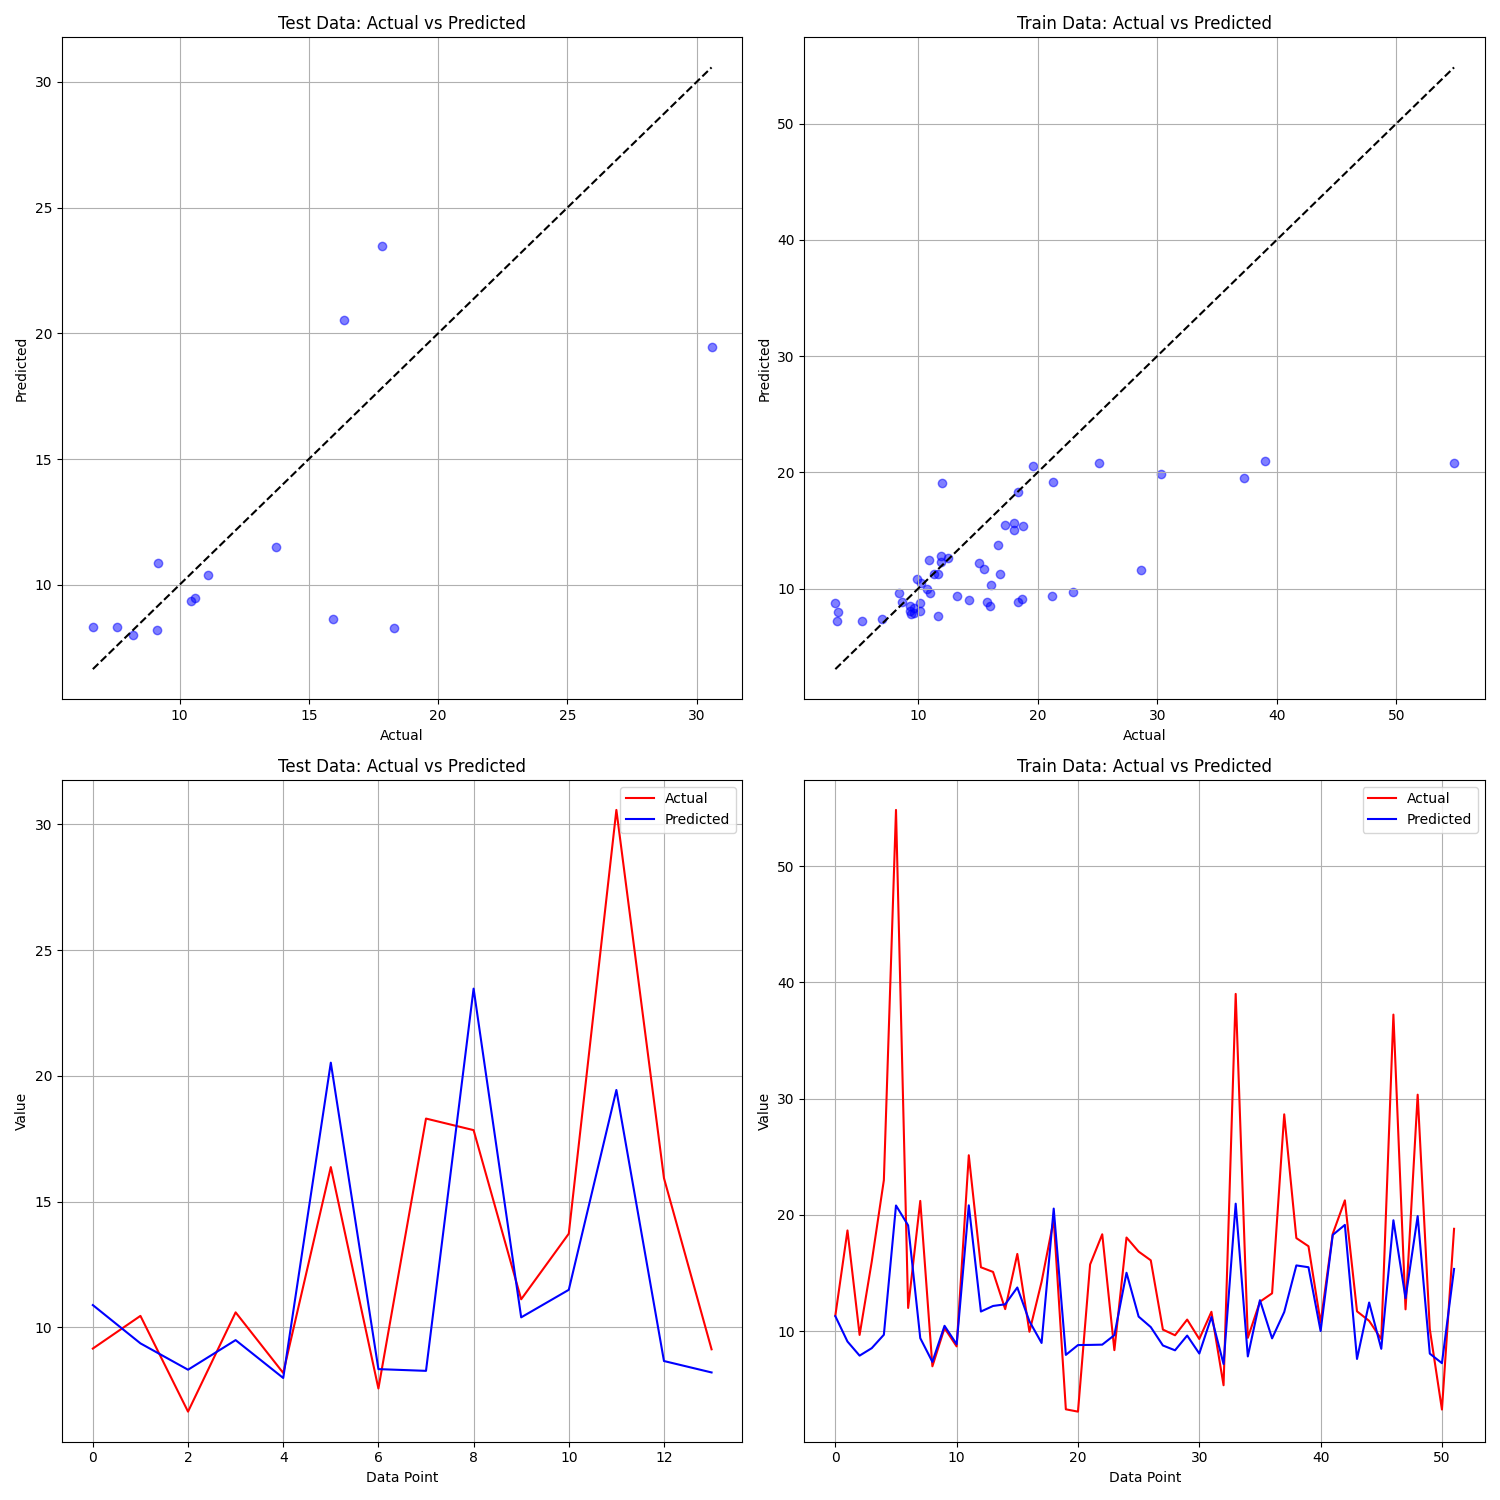 Test Data: Actual vs Predicted
30
25
20
15
10
Predicted
10 15 20 25 30
Actual
Train Data: Actual vs Predicted
50
40
30
20
10
Predicted
10 20 30 40 50
Actual
Test Data: Actual vs Predicted
Actual
Predicted
30
25
20
15
10
Value
0 2 4 6 8 10 12
Data Point
Train Data: Actual vs Predicted
Actual
Predicted
50
40
30
20
10
Value
0 10 20 30 40 50
Data Point